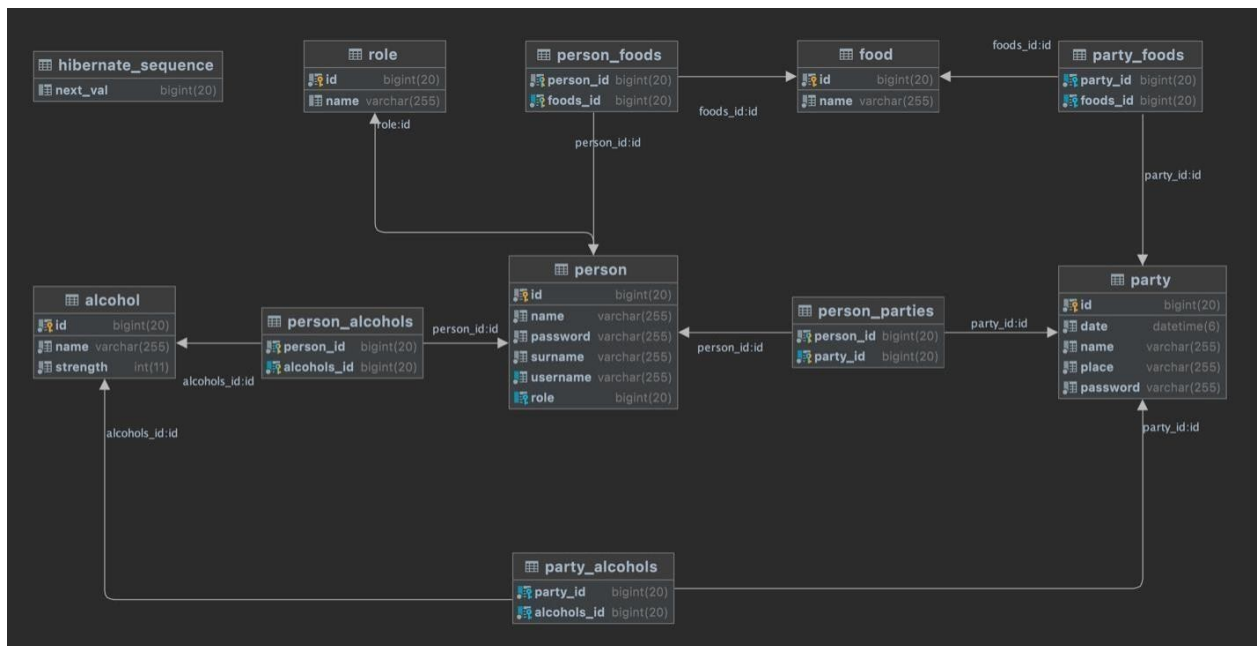 hibernate_sequence
next_val bigint(20)
role
id bigint(20)
name varchar(255)
role:id
person_foods
person_id bigint(20)
foods_id bigint(20)
foods_id:id
person_id:id
food
id bigint(20)
name varchar(255)
foods_id:id
party_foods
party_id bigint(20)
foods_id bigint(20)
party_id:id
alcohol
id bigint(20)
name varchar(255)
strength int(11)
alcohols_id:id
alcohols_id:id
person_alcohols
person_id bigint(20)
alcohols_id bigint(20)
person_id:id
person
id bigint(20)
name varchar(255)
password varchar(255)
surname varchar(255)
username varchar(255)
role bigint(20)
person_id:id
person_parties
person_id bigint(20)
party_id bigint(20)
party_id:id
party
id bigint(20)
date datetime(6)
name varchar(255)
place varchar(255)
password varchar(255)
party_id:id
party_alcohols
party_id bigint(20)
alcohols_id bigint(20)